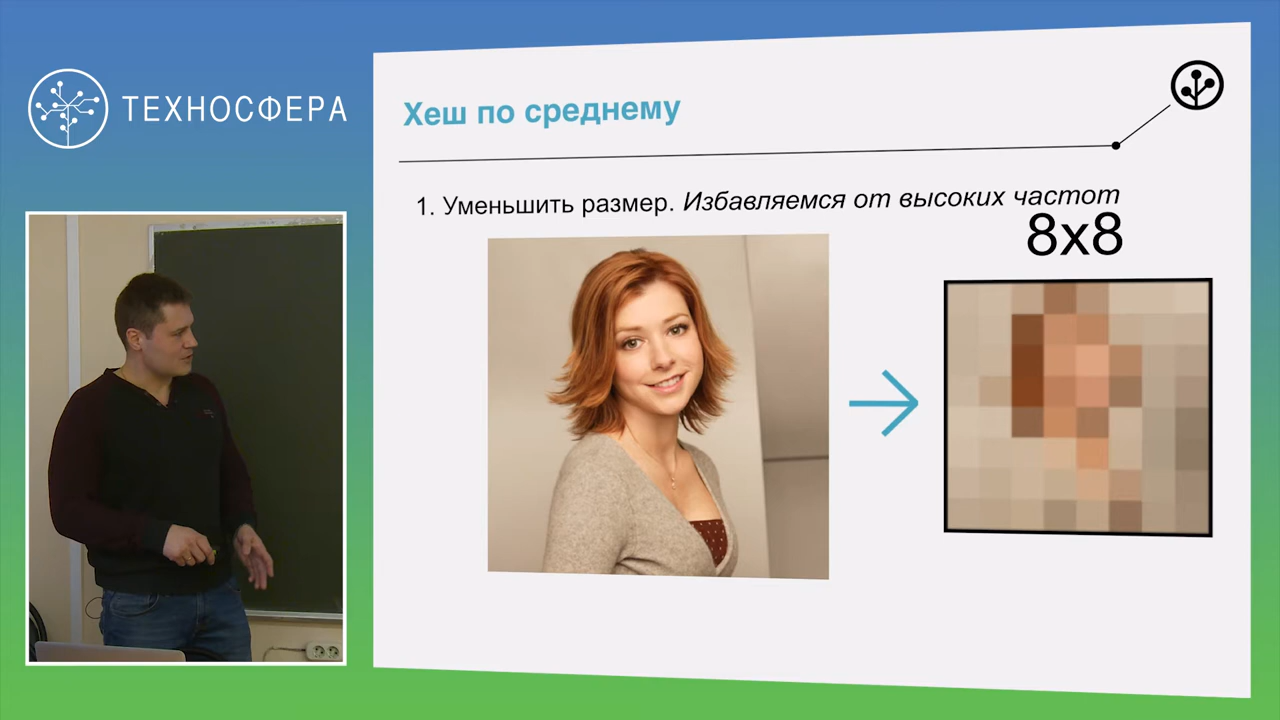 ТЕХНОСФЕРА
Хеш по среднему
1. Уменьшить размер. Избавляемся от высоких частот
8x8